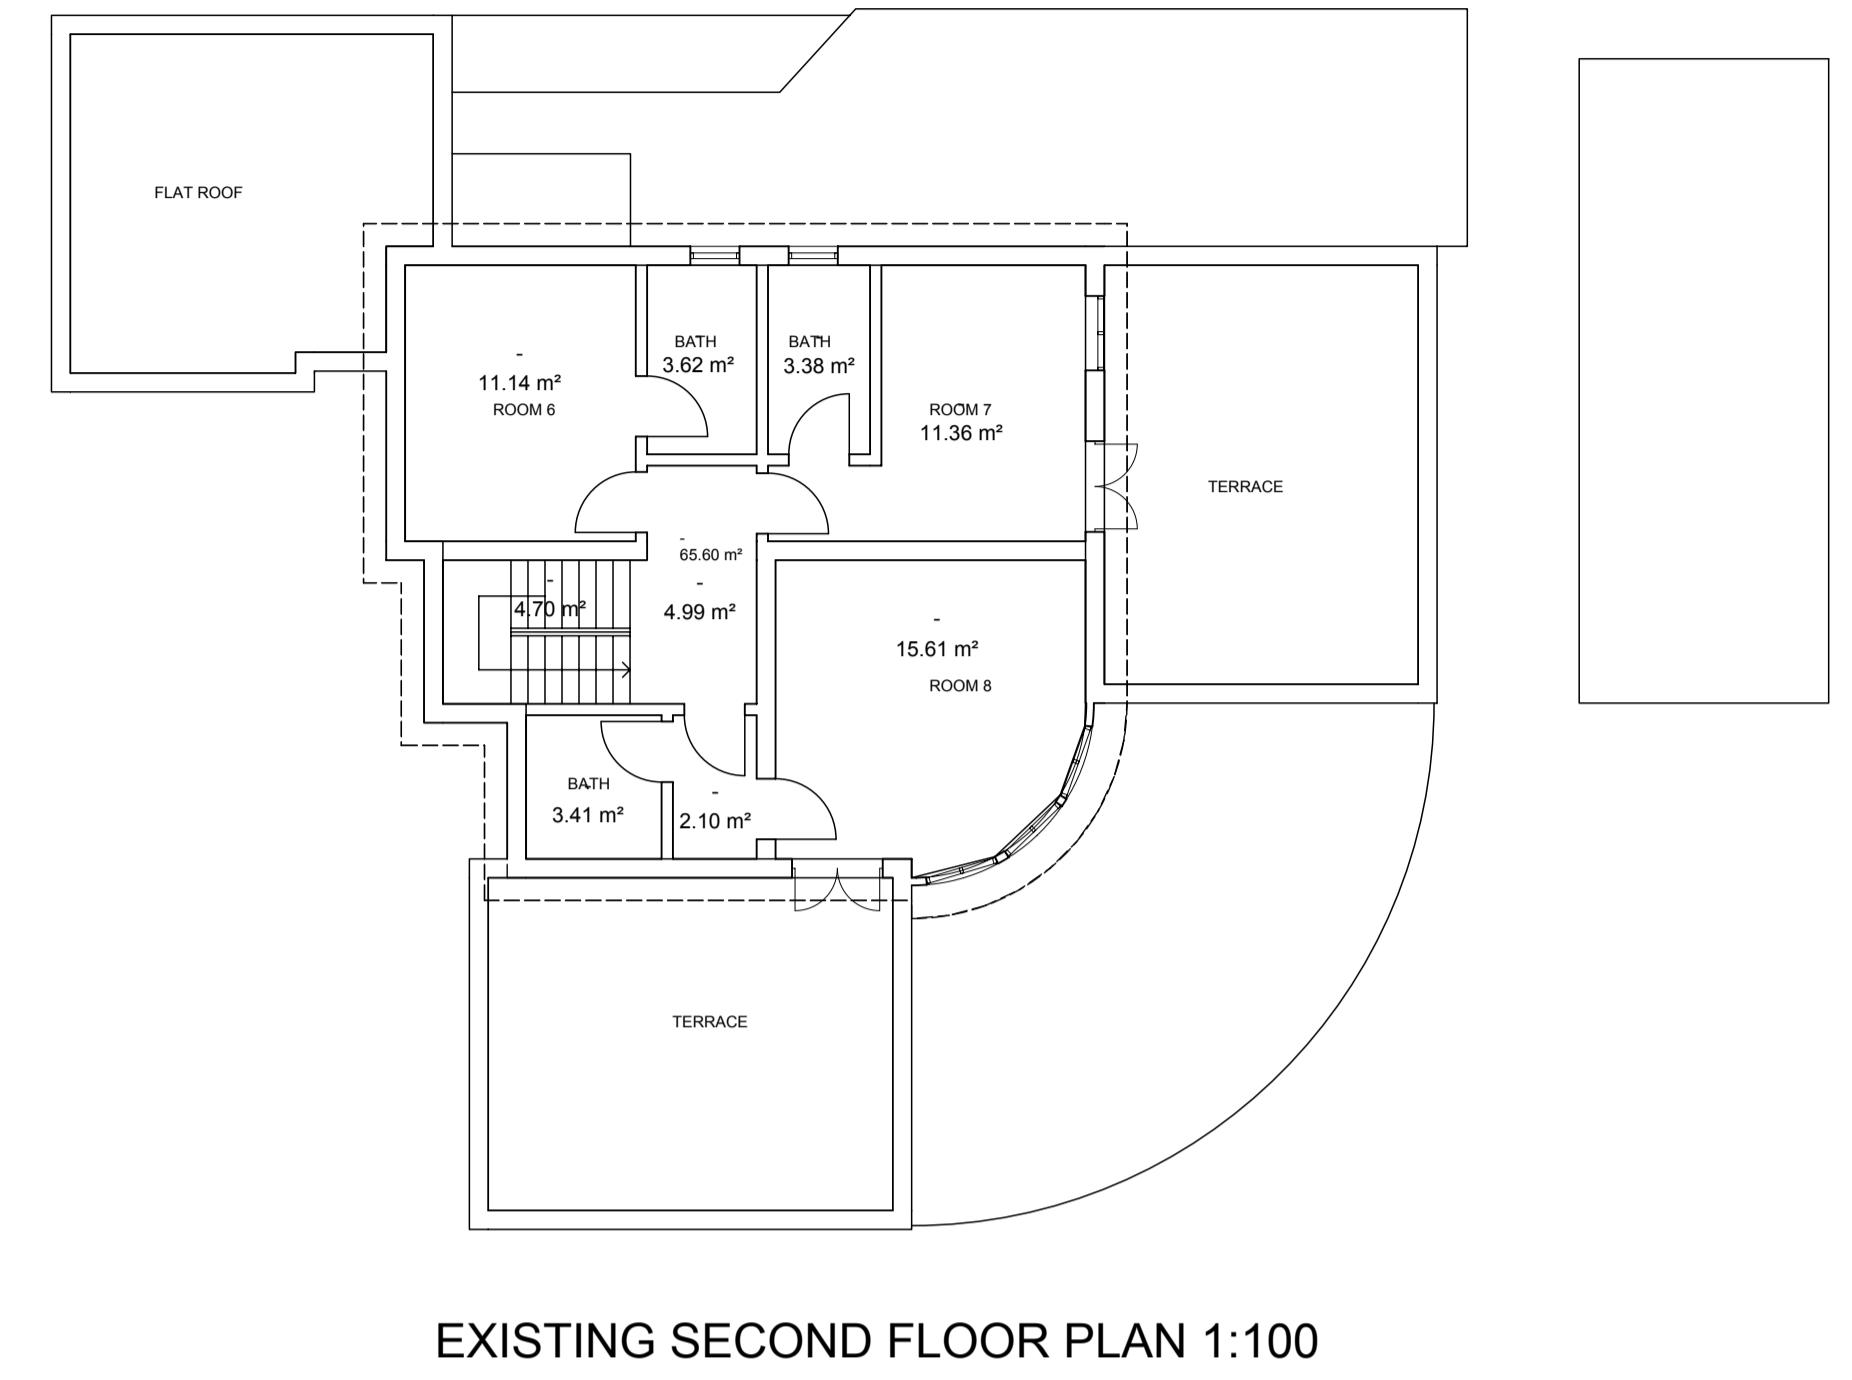 FLAT ROOF
BATH
3.62 m²
BATH
3.38 m²
-
11.14 m²
ROOM 6
ROOM 7
11.36 m²
TERRACE
-
65.60 m²
-
4.70 m²
-
4.99 m²
-
15.61 m²
ROOM 8
BATH
3.41 m²
-
2.10 m²
TERRACE
EXISTING SECOND FLOOR PLAN 1:100